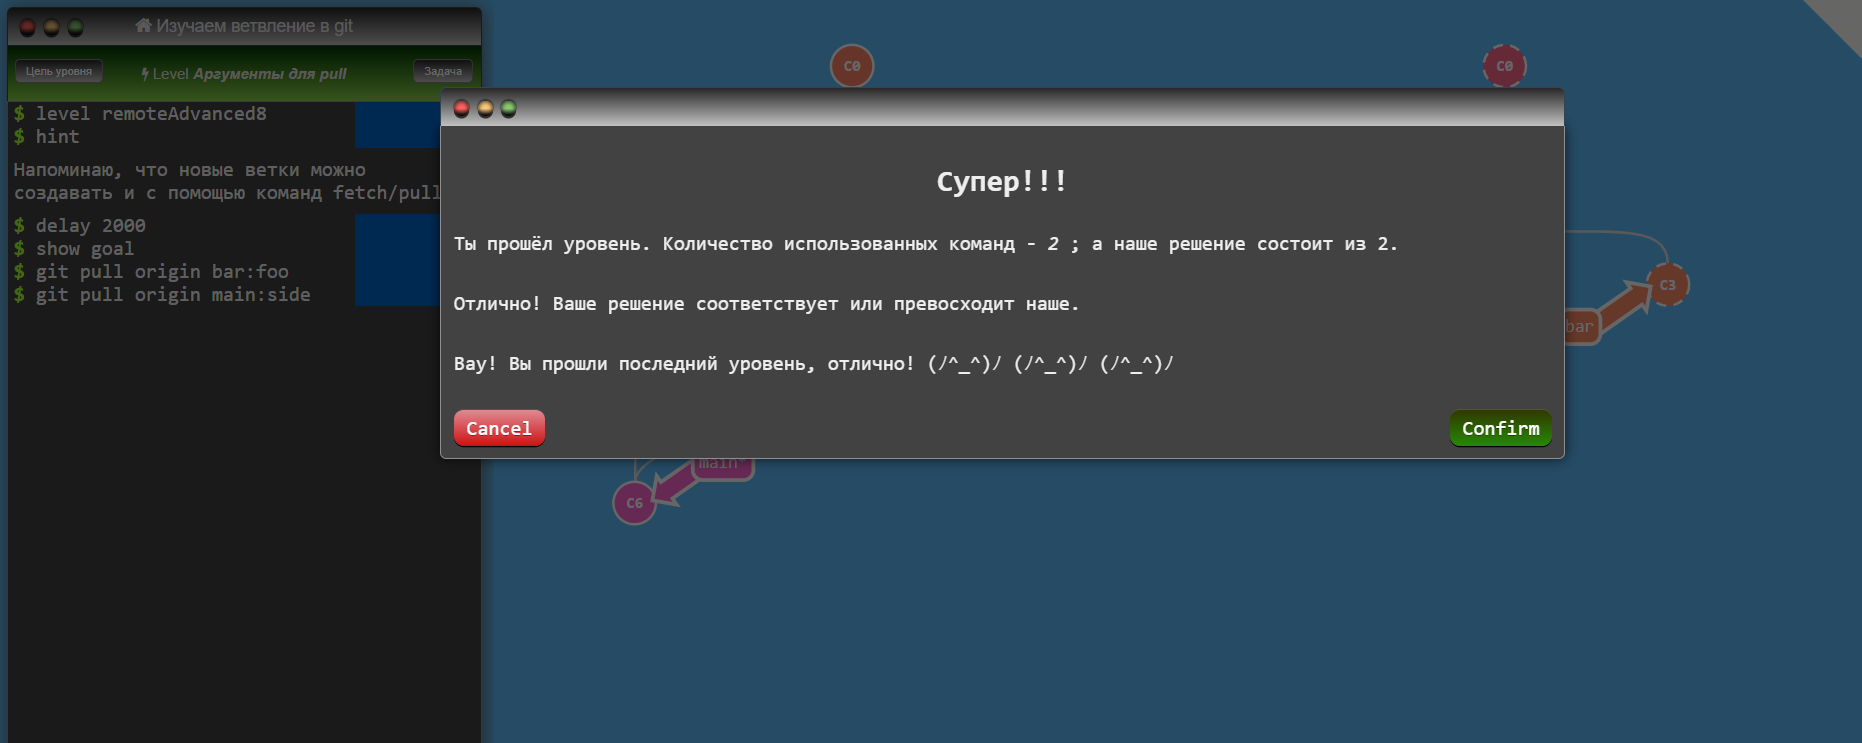 Изучаем ветвление в git
Цель уровня
Level Аргументы для pull
Задача
$ level remoteAdvanced8
$ hint
Напоминаю, что новые ветки можно
создавать и с помощью команд fetch/pull
$ delay 2000
$ show goal
$ git pull origin bar:foo
$ git pull origin main:side
C0
C0
Супер!!!
Ты прошёл уровень. Количество использованных команд - 2 ; а наше решение состоит из 2.
Отлично! Ваше решение соответствует или превосходит наше.
Вау! Вы прошли последний уровень, отлично! (/^_^)/ (/^_^)/ (/^_^)/
Cancel
Confirm
C3
bar
main*
C6